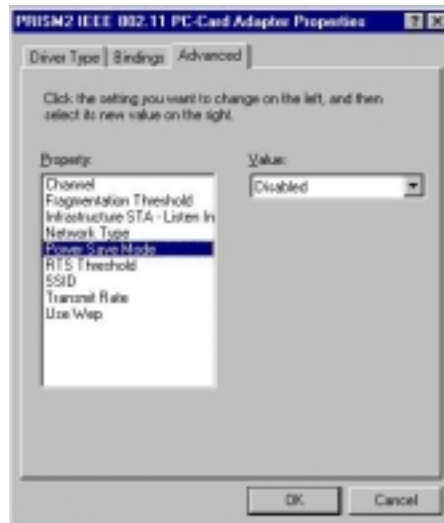 PRISM2 IEEE 802.11 PC-Card Adapter Properties
Driver Type
Bindings
Advanced
Click the setting you want to change on the left, and then
select its new value on the right.
Property:
Value:
Channel
Fragmentation Threshold
Infrastructure STA - Listen In
Network Type
Power Save Mode
RTS Threshold
SSID
Transmit Rate
Use Wep
Disabled
OK
Cancel